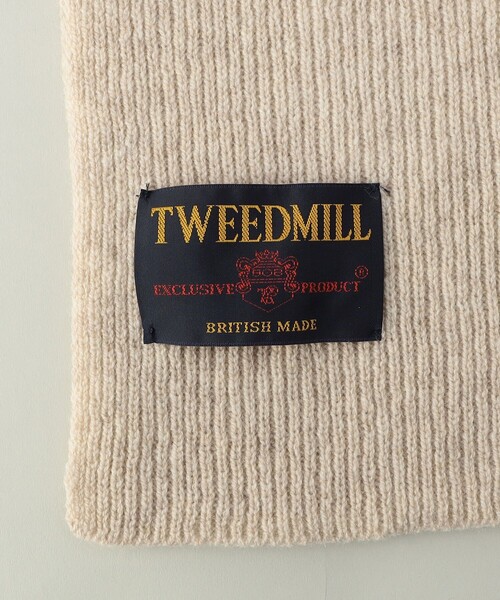 TWEEDMILL
EXCLUSIVE PRODUCT ®
BRITISH MADE